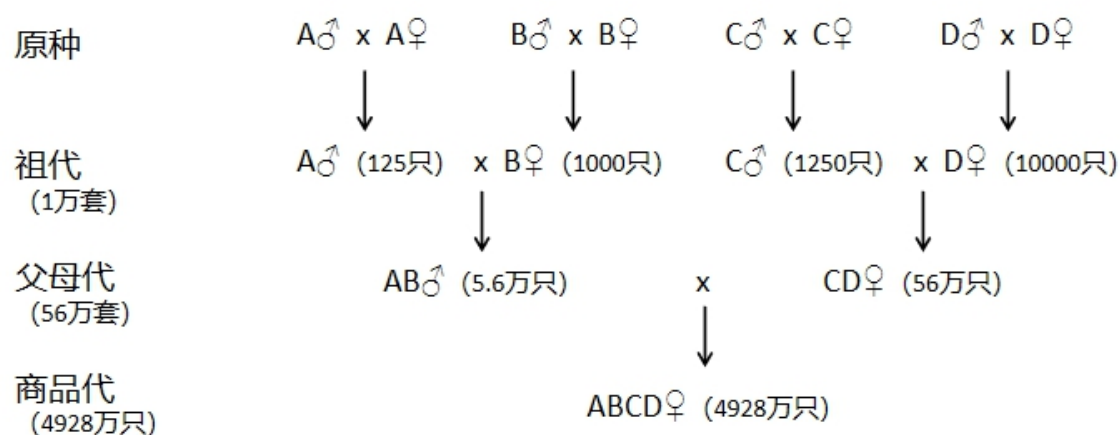 原种 A♂ x A♀ B♂ x B♀ C♂ x C♀ D♂ x D♀
祖代 A♂ (125只) x B♀ (1000只) C♂ (1250只) x D♀ (10000只)
(1万套)
父母代 AB♂ (5.6万只) x CD♀ (56万只)
(56万套)
商品代 ABCD♀ (4928万只)
(4928万只)